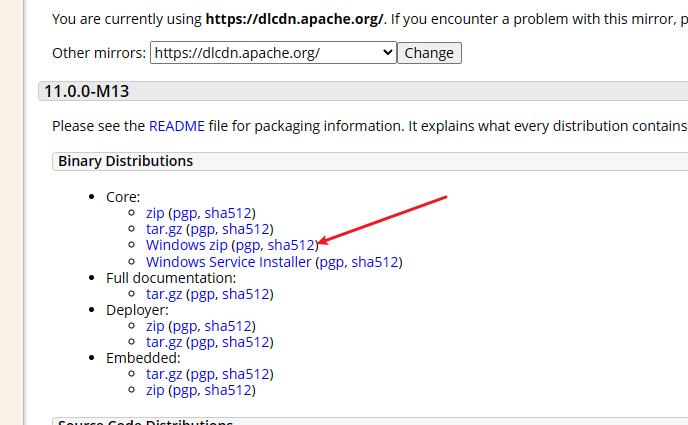 You are currently using https://dlcdn.apache.org/. If you encounter a problem with this mirror, p
Other mirrors: https://dlcdn.apache.org/ Change
11.0.0-M13
Please see the README file for packaging information. It explains what every distribution contains
Binary Distributions
Core:
zip (pgp, sha512)
tar.gz (pgp, sha512)
Windows zip (pgp, sha512)
Windows Service Installer (pgp, sha512)
Full documentation:
tar.gz (pgp, sha512)
Deployer:
zip (pgp, sha512)
tar.gz (pgp, sha512)
Embedded:
tar.gz (pgp, sha512)
zip (pgp, sha512)
Source Code Distributions